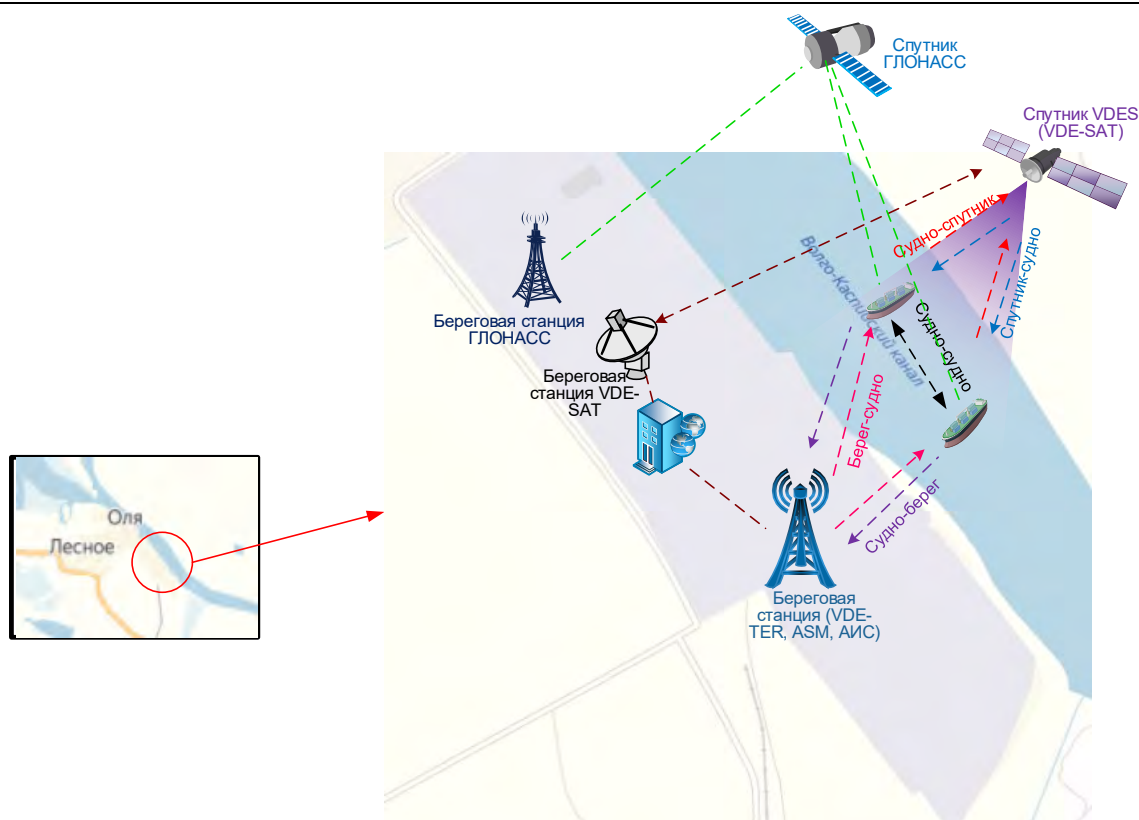 Спутник
ГЛОНАСС
Спутник VDES
(VDE-SAT)
Судно-спутник
Спутник-судно
Волго-Каспийский канал
Судно-судно
Береговая станция
ГЛОНАСС
Береговая
станция VDE-
SAT
Берег-судно
Судно-берег
Оля
Лесное
Береговая
станция (VDE-
TER, ASM, АИС)